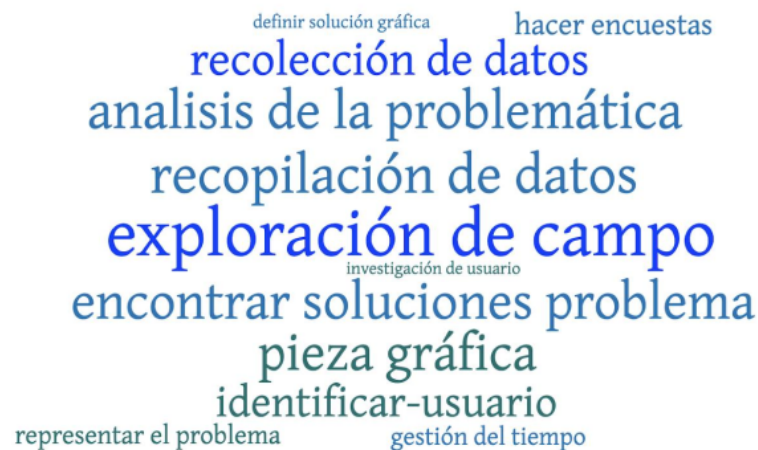 definir solución gráfica
hacer encuestas
recolección de datos
analisis de la problemática
recopilación de datos
exploración de campo
investigación de usuario
encontrar soluciones problema
pieza gráfica
identificar-usuario
representar el problema
gestión del tiempo